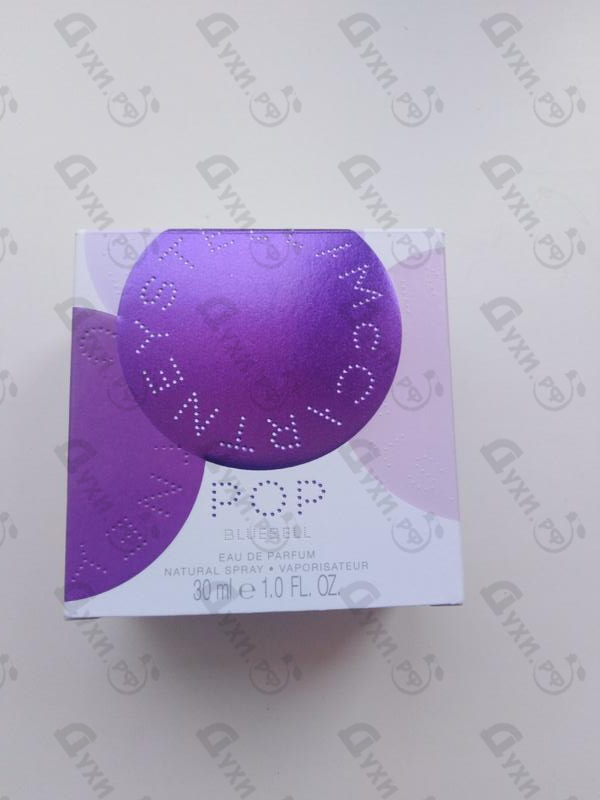 STELLA McCARTNEY
POP
BLUEBELL
EAU DE PARFUM
NATURAL SPRAY • VAPORISATEUR
30 ml e 1.0 FL. OZ.
Духи.РФ